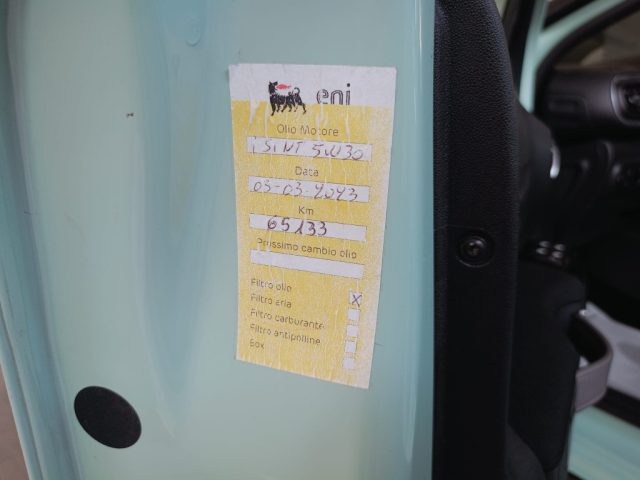 eni
Olio Motore
i Sint 5W30
Data
03-03-2023
Km
65133
Prossimo cambio olio
Filtro olio X
Filtro aria
Filtro carburante
Filtro antipolline
Box